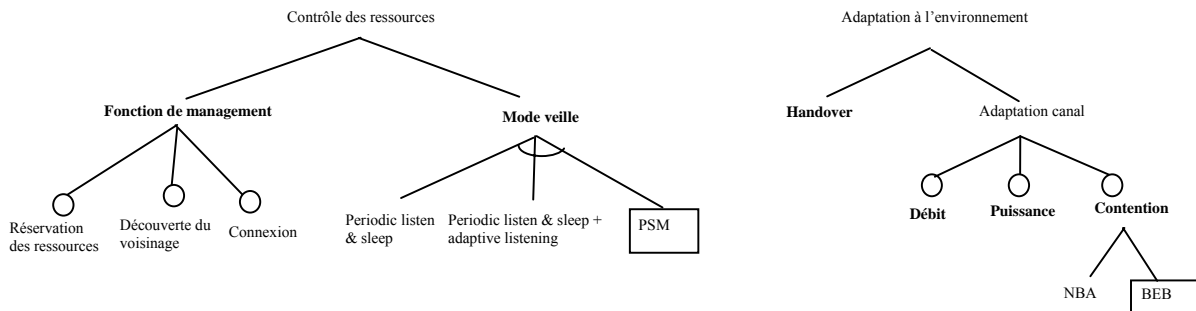 Contrôle des ressources
Adaptation à l'environnement
Fonction de management
Mode veille
Handover
Adaptation canal
Réservation
des ressources
Découverte du
voisinage
Connexion
Periodic listen
& sleep
Periodic listen & sleep +
adaptive listening
PSM
Débit
Puissance
Contention
NBA
BEB